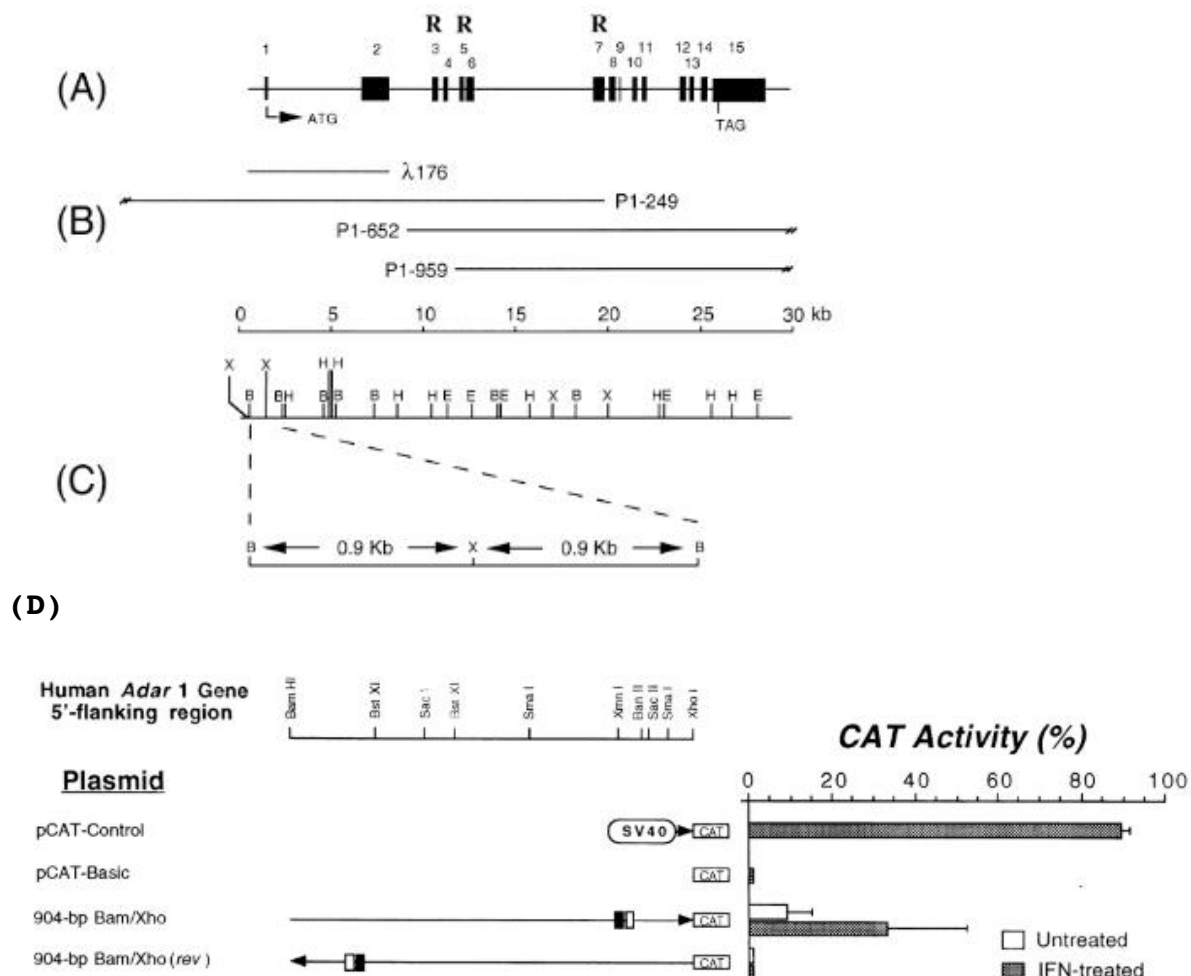 R R R
1 2 3 5 7 9 11 12 14 15
4 6 8 10 13
(A)
ATG
TAG
λ176
P1-249
(B)
P1-652
P1-959
0 5 10 15 20 25 30 kb
X X H H
B B H B B B H H E E B E H X B X H E H H E
(C)
B 0.9 Kb X 0.9 Kb B
(D)
Human Adar 1 Gene
5'-flanking region
Bam HI
Bst XI
Sac I
Bst XI
Sma I
Xmn I
Ban II
Sac II
Sma I
Xho I
CAT Activity (%)
Plasmid
0 20 40 60 80 100
pCAT-Control
SV40 CAT
pCAT-Basic
CAT
904-bp Bam/Xho
CAT
Untreated
904-bp Bam/Xho (rev)
CAT
IFN-treated